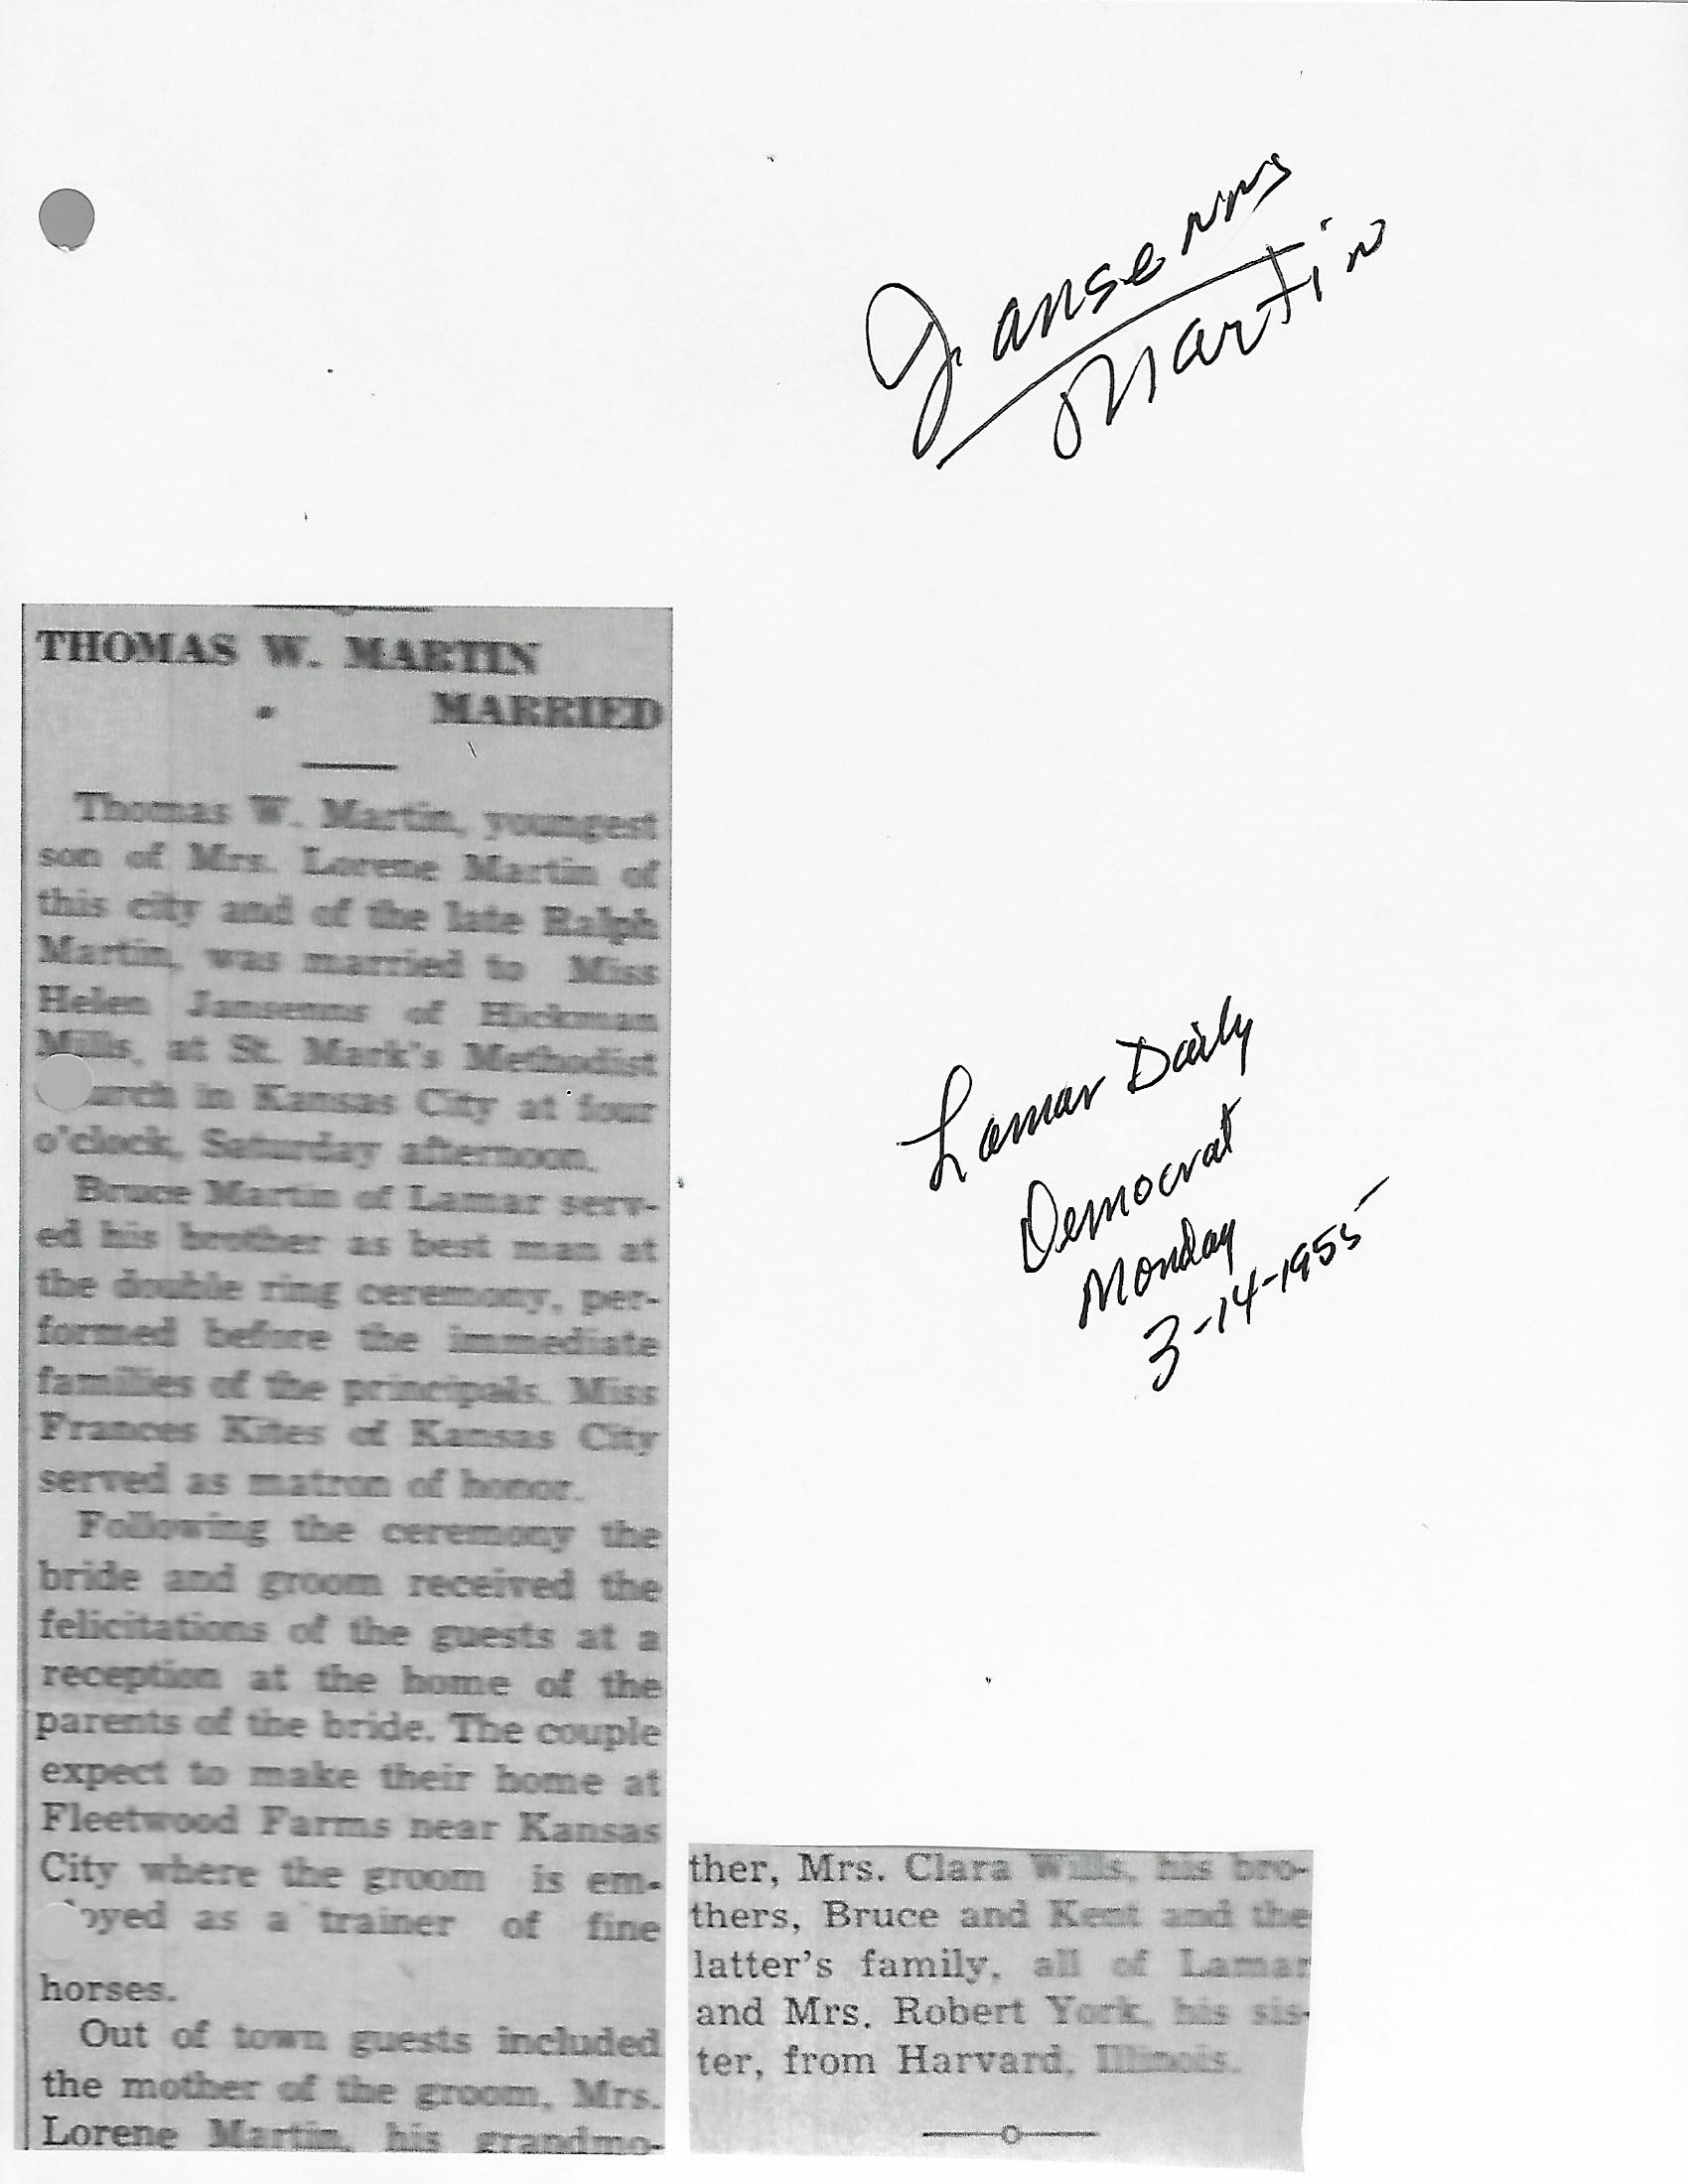 Jansenns
Martin
THOMAS W. MARTIN
MARRIED
Thomas W. Martin, youngest
son of Mrs. Lorene Martin of
this city and of the late Ralph
Martin, was married to Miss
Helen Jansenns of Hickman
Mills, at St. Mark's Methodist
urch in Kansas City at four
o'clock, Saturday afternoon.
Bruce Martin of Lamar serv-
ed his brother as best man at
the double ring ceremony, per-
formed before the immediate
families of the principals. Miss
Frances Kites of Kansas City
served as matron of honor.
Following the ceremony the
bride and groom received the
felicitations of the guests at a
reception at the home of the
parents of the bride. The couple
expect to make their home at
Fleetwood Farms near Kansas
City where the groom is em-
oyed as a trainer of fine
horses.
Out of town guests included
the mother of the groom, Mrs.
Lorene Martin, his grandmo-
ther, Mrs. Clara Wills, his bro-
thers, Bruce and Kent and the
latter's family, all of Lamar
and Mrs. Robert York, his sis-
ter, from Harvard, Illinois.
Lamar Daily
Democrat
Monday
3-14-1955